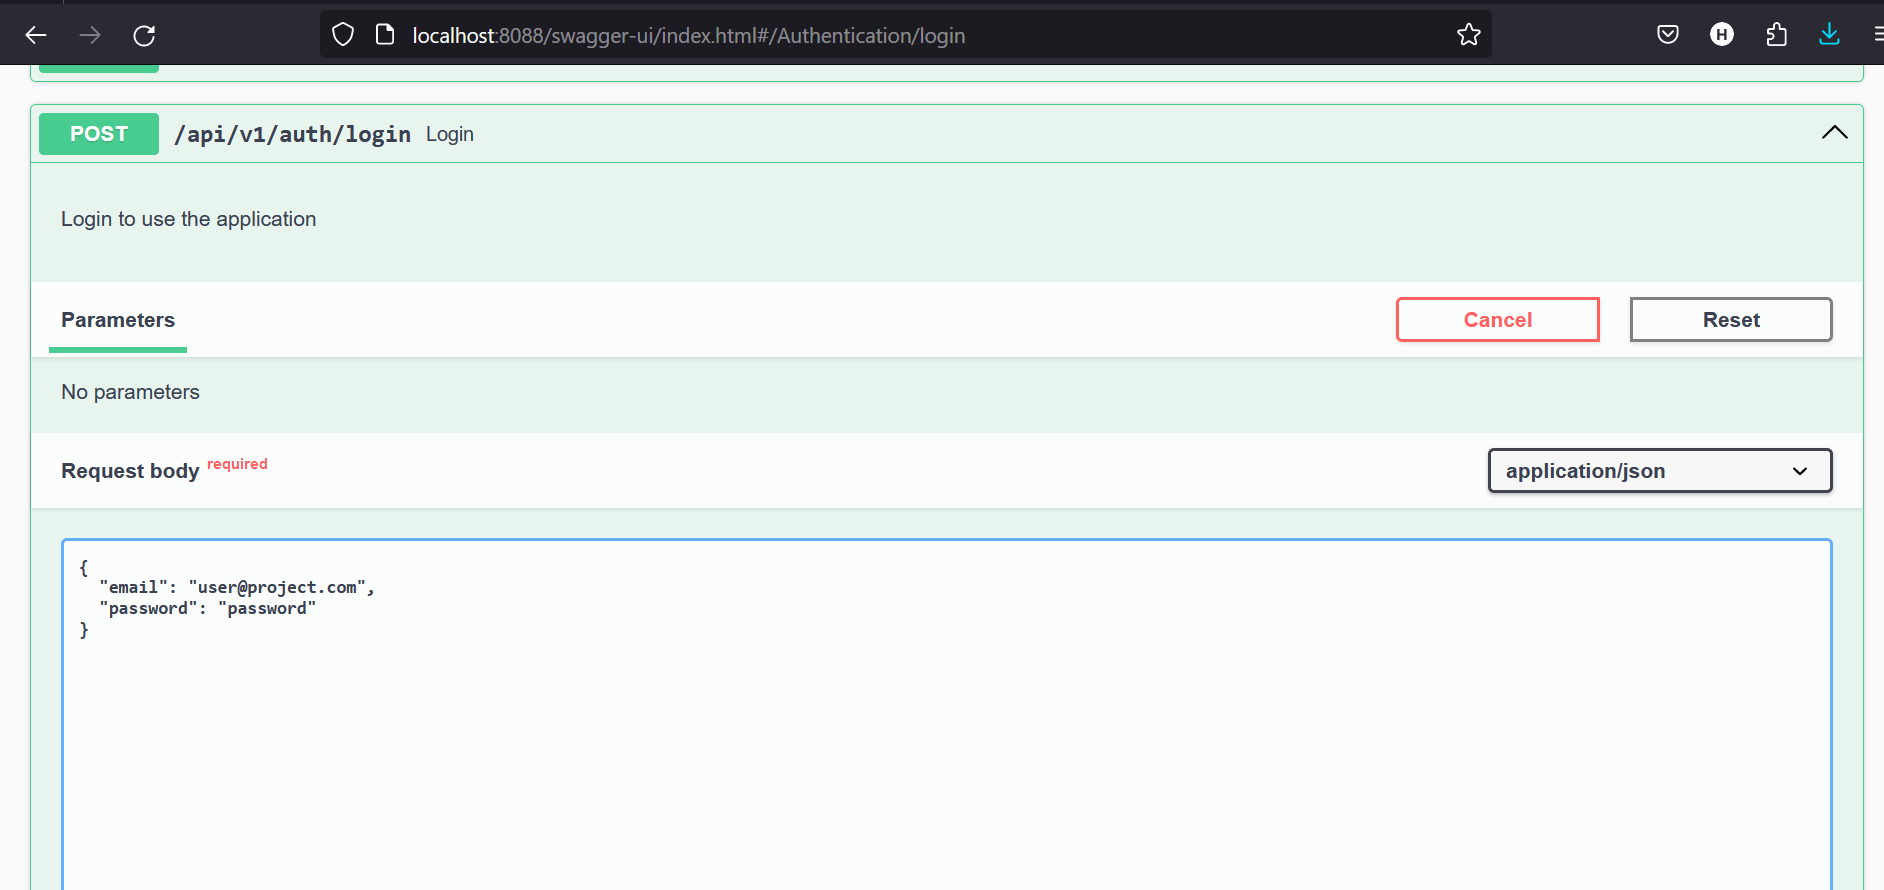 localhost:8088/swagger-ui/index.html#/Authentication/login
H
POST /api/v1/auth/login Login
Login to use the application
Parameters Cancel Reset
No parameters
Request body required application/json
{
"email": "user@project.com",
"password": "password"
}